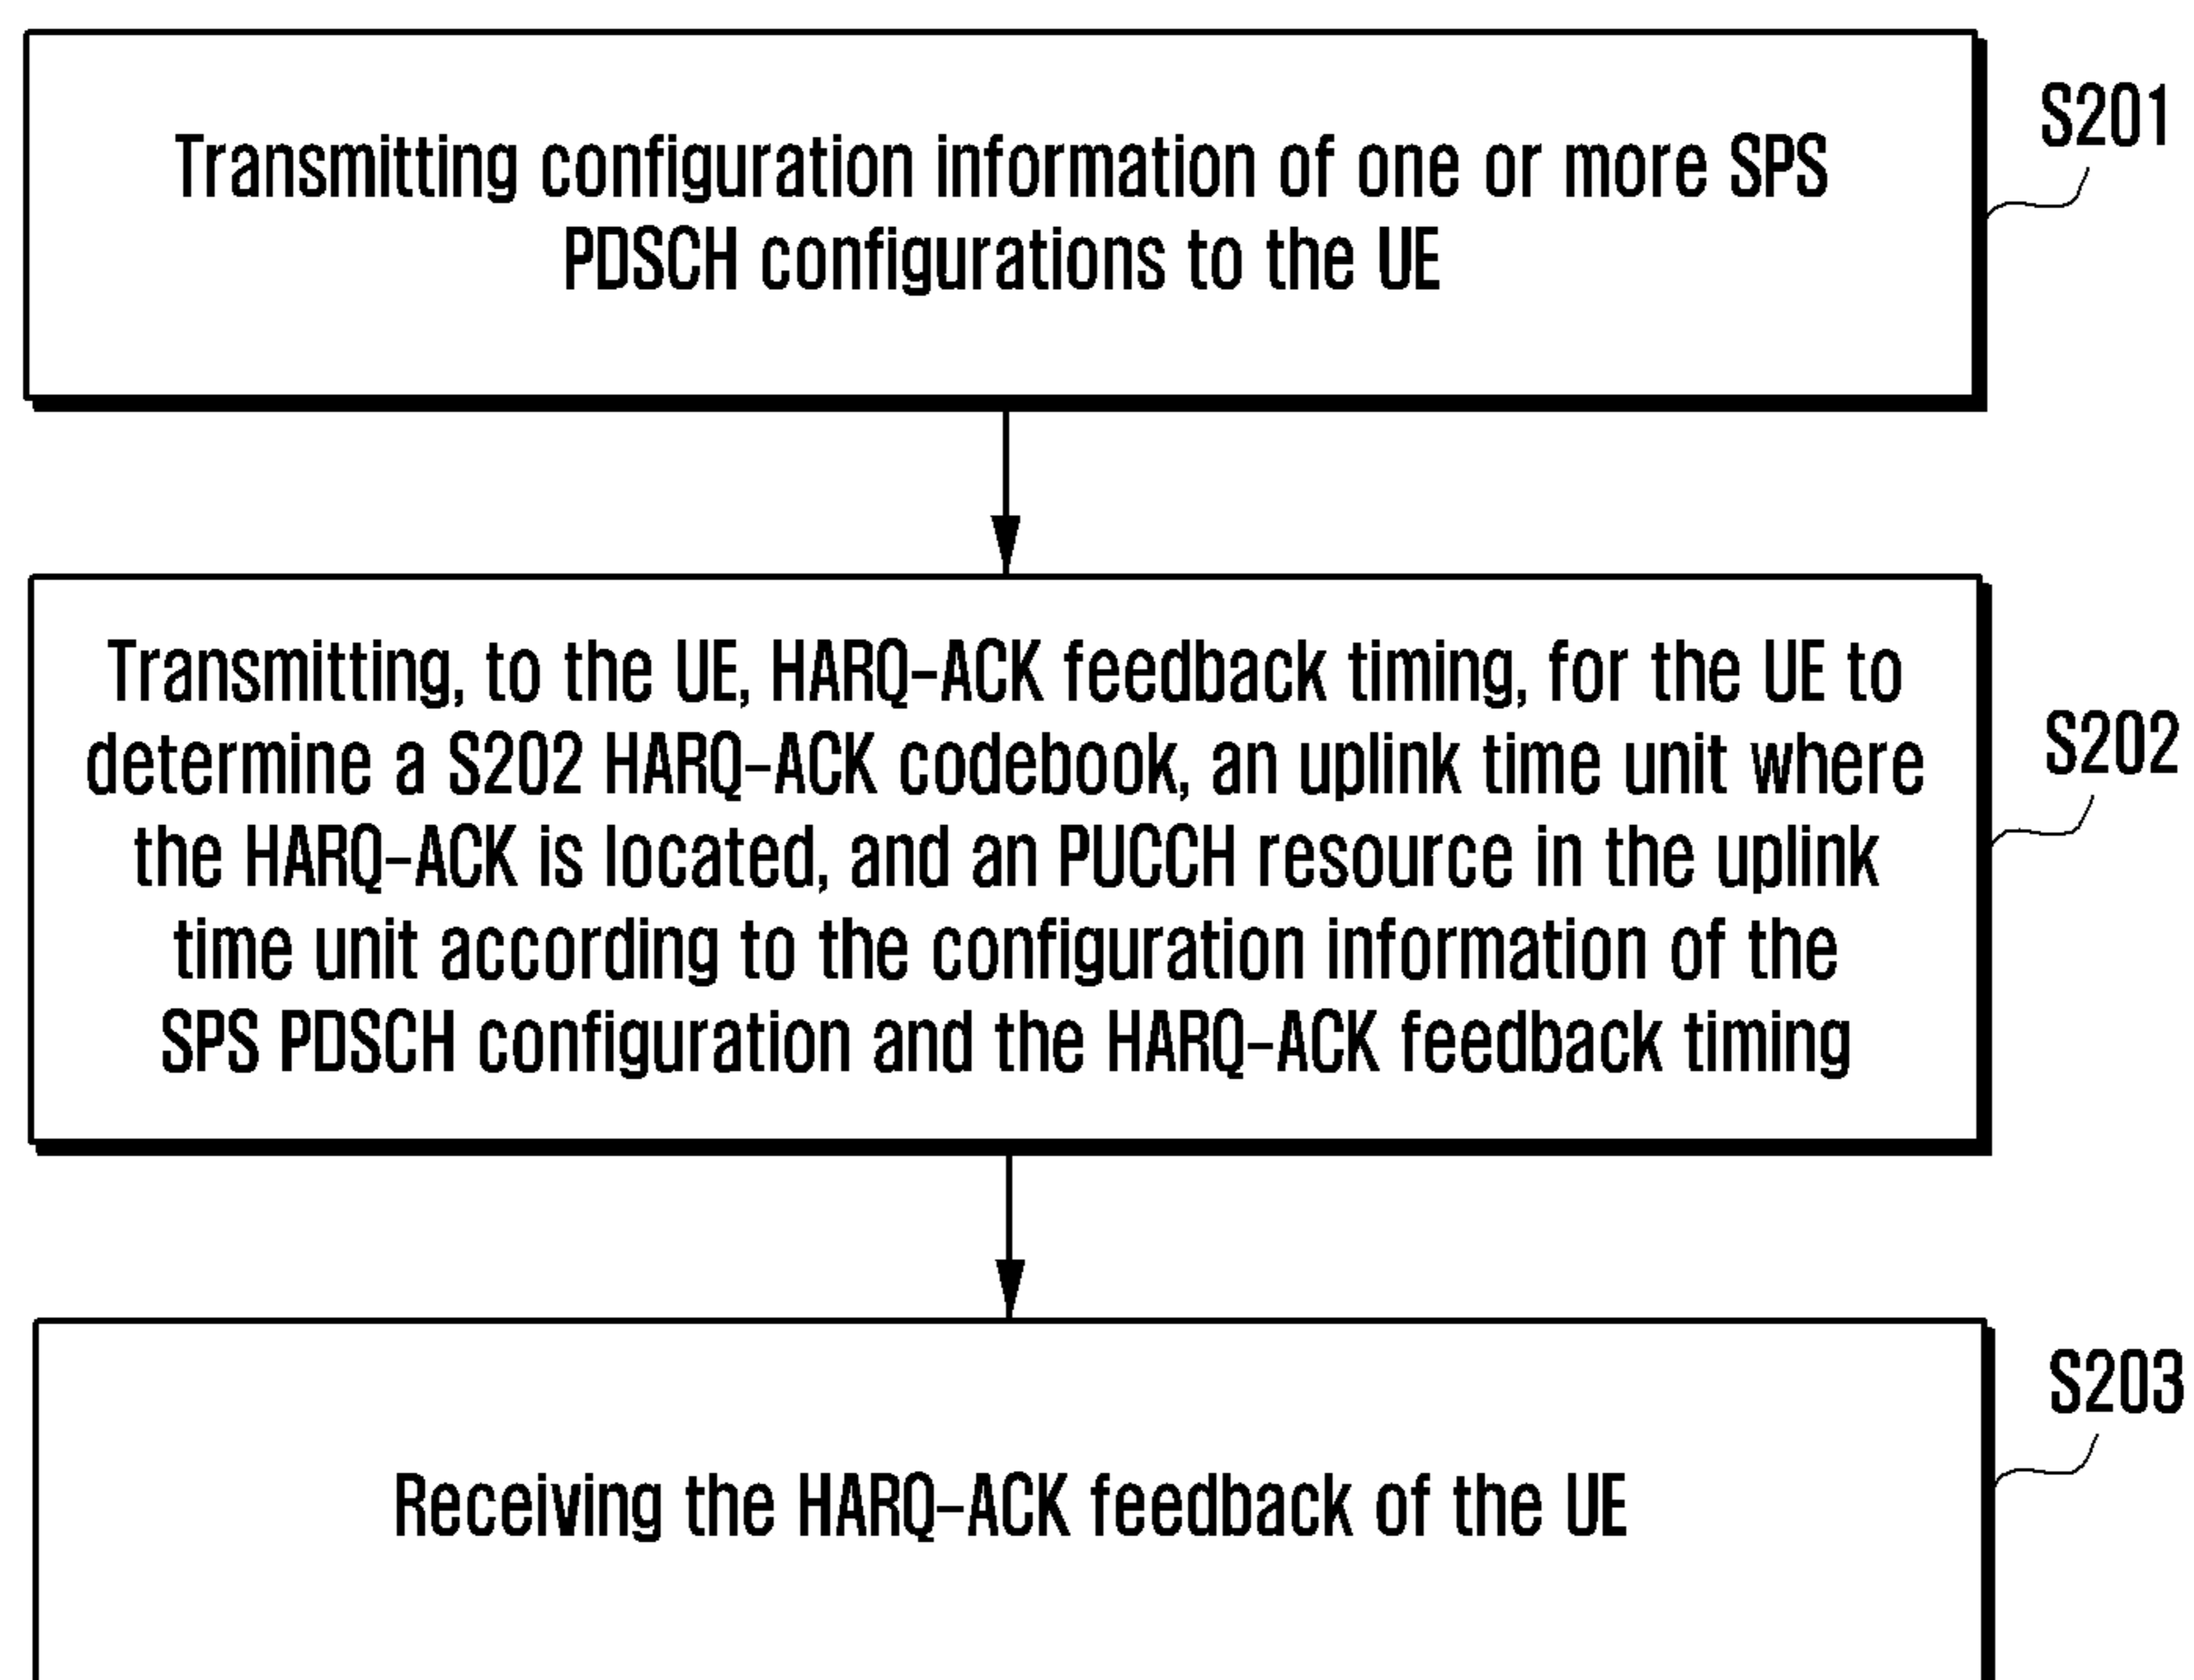 Transmitting configuration information of one or more SPS
PDSCH configurations to the UE
S201
Transmitting, to the UE, HARQ-ACK feedback timing, for the UE to
determine a S202 HARQ-ACK codebook, an uplink time unit where
the HARQ-ACK is located, and an PUCCH resource in the uplink
time unit according to the configuration information of the
SPS PDSCH configuration and the HARQ-ACK feedback timing
S202
Receiving the HARQ-ACK feedback of the UE
S203